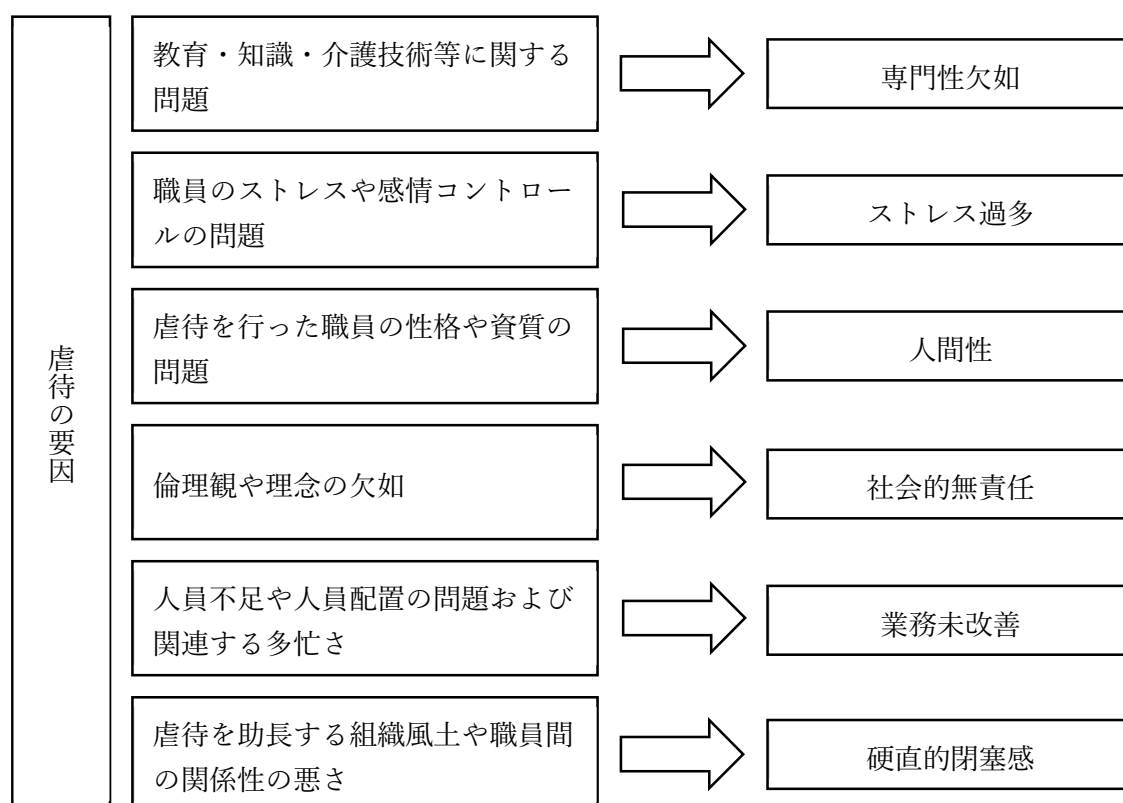 虐待の要因
教育・知識・介護技術等に関する
問題
専門性欠如
職員のストレスや感情コントロー
ルの問題
ストレス過多
虐待を行った職員の性格や資質の
問題
人間性
倫理観や理念の欠如
社会的無責任
人員不足や人員配置の問題および
関連する多忙さ
業務未改善
虐待を助長する組織風土や職員間
の関係性の悪さ
硬直的閉塞感